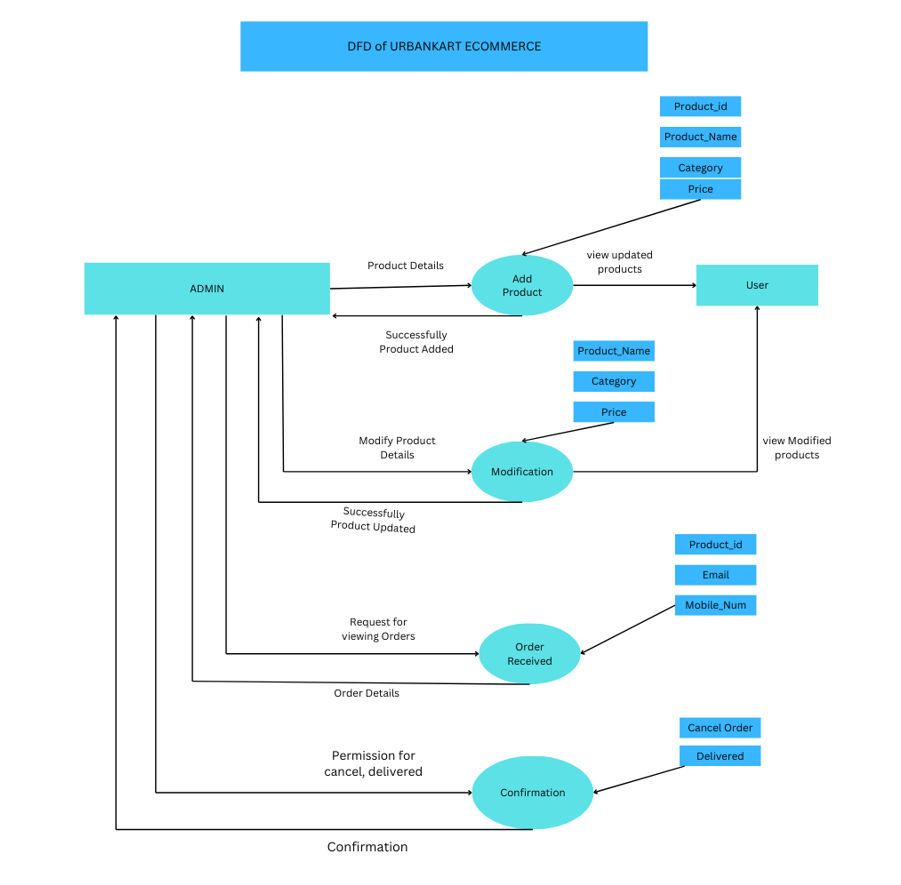 DFD of URBANKART ECOMMERCE
Product_id
Product_Name
Category
Price
Product Details
view updated
products
ADMIN
Add
Product
User
Successfully
Product Added
Product_Name
Category
Price
Modify Product
Details
view Modified
products
Modification
Successfully
Product Updated
Product_id
Email
Mobile_Num
Request for
viewing Orders
Order
Received
Order Details
Cancel Order
Delivered
Permission for
cancel, delivered
Confirmation
Confirmation